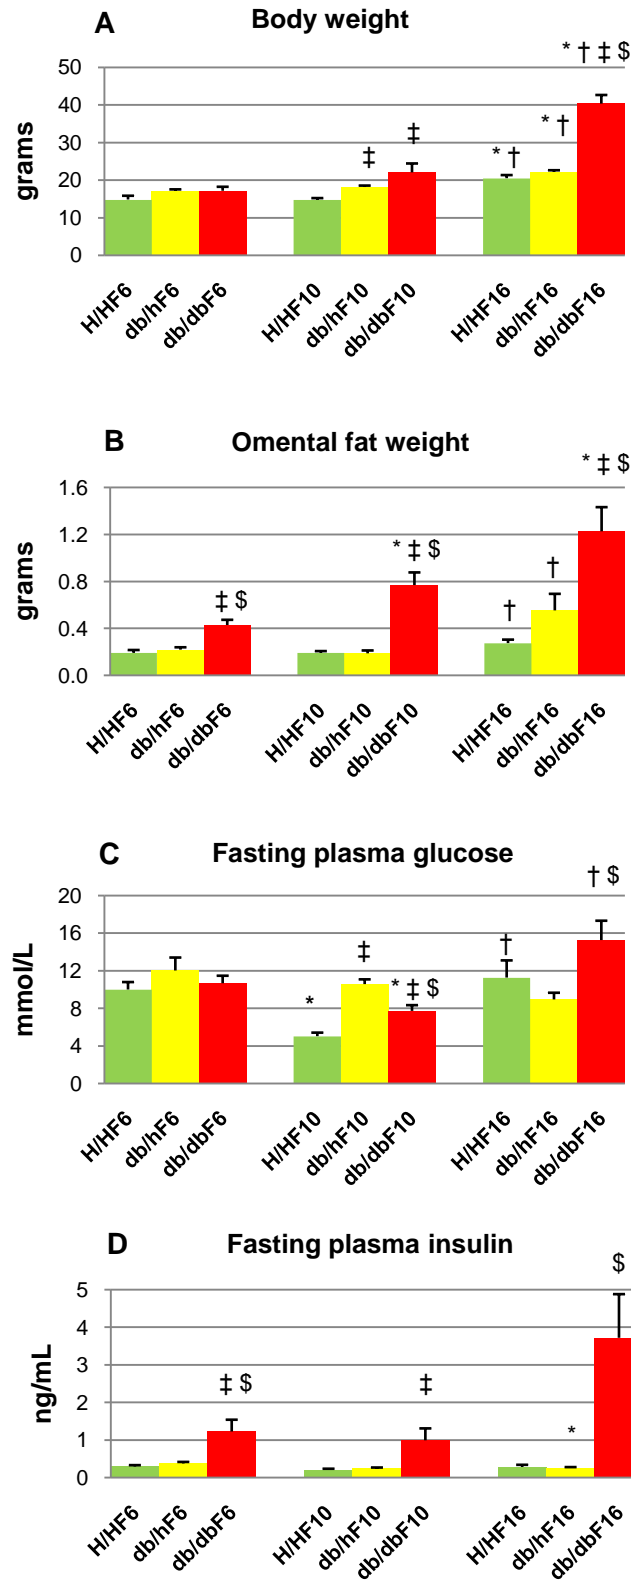 A Body weight
* † ‡ $
50
40
30
20
10
0
grams
‡
‡
* †
* †
H/HF6
db/hF6
db/dbF6
H/HF10
db/hF10
db/dbF10
H/HF16
db/hF16
db/dbF16
B Omental fat weight
* ‡ $
1.6
1.2
0.8
0.4
0.0
grams
‡ $
* ‡ $
†
†
H/HF6
db/hF6
db/dbF6
H/HF10
db/hF10
db/dbF10
H/HF16
db/hF16
db/dbF16
C Fasting plasma glucose
† $
20
16
12
8
4
0
mmol/L
*
‡
* ‡ $
†
H/HF6
db/hF6
db/dbF6
H/HF10
db/hF10
db/dbF10
H/HF16
db/hF16
db/dbF16
D Fasting plasma insulin
$
5
4
3
2
1
0
ng/mL
‡ $
‡
*
H/HF6
db/hF6
db/dbF6
H/HF10
db/hF10
db/dbF10
H/HF16
db/hF16
db/dbF16